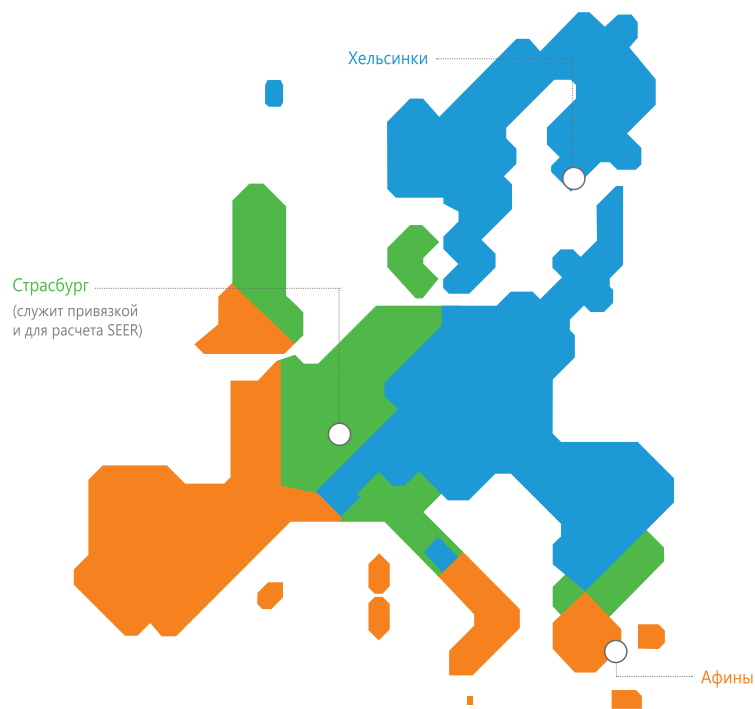 Хельсинки
Страсбург
(служит привязкой
и для расчета SEER)
Афины